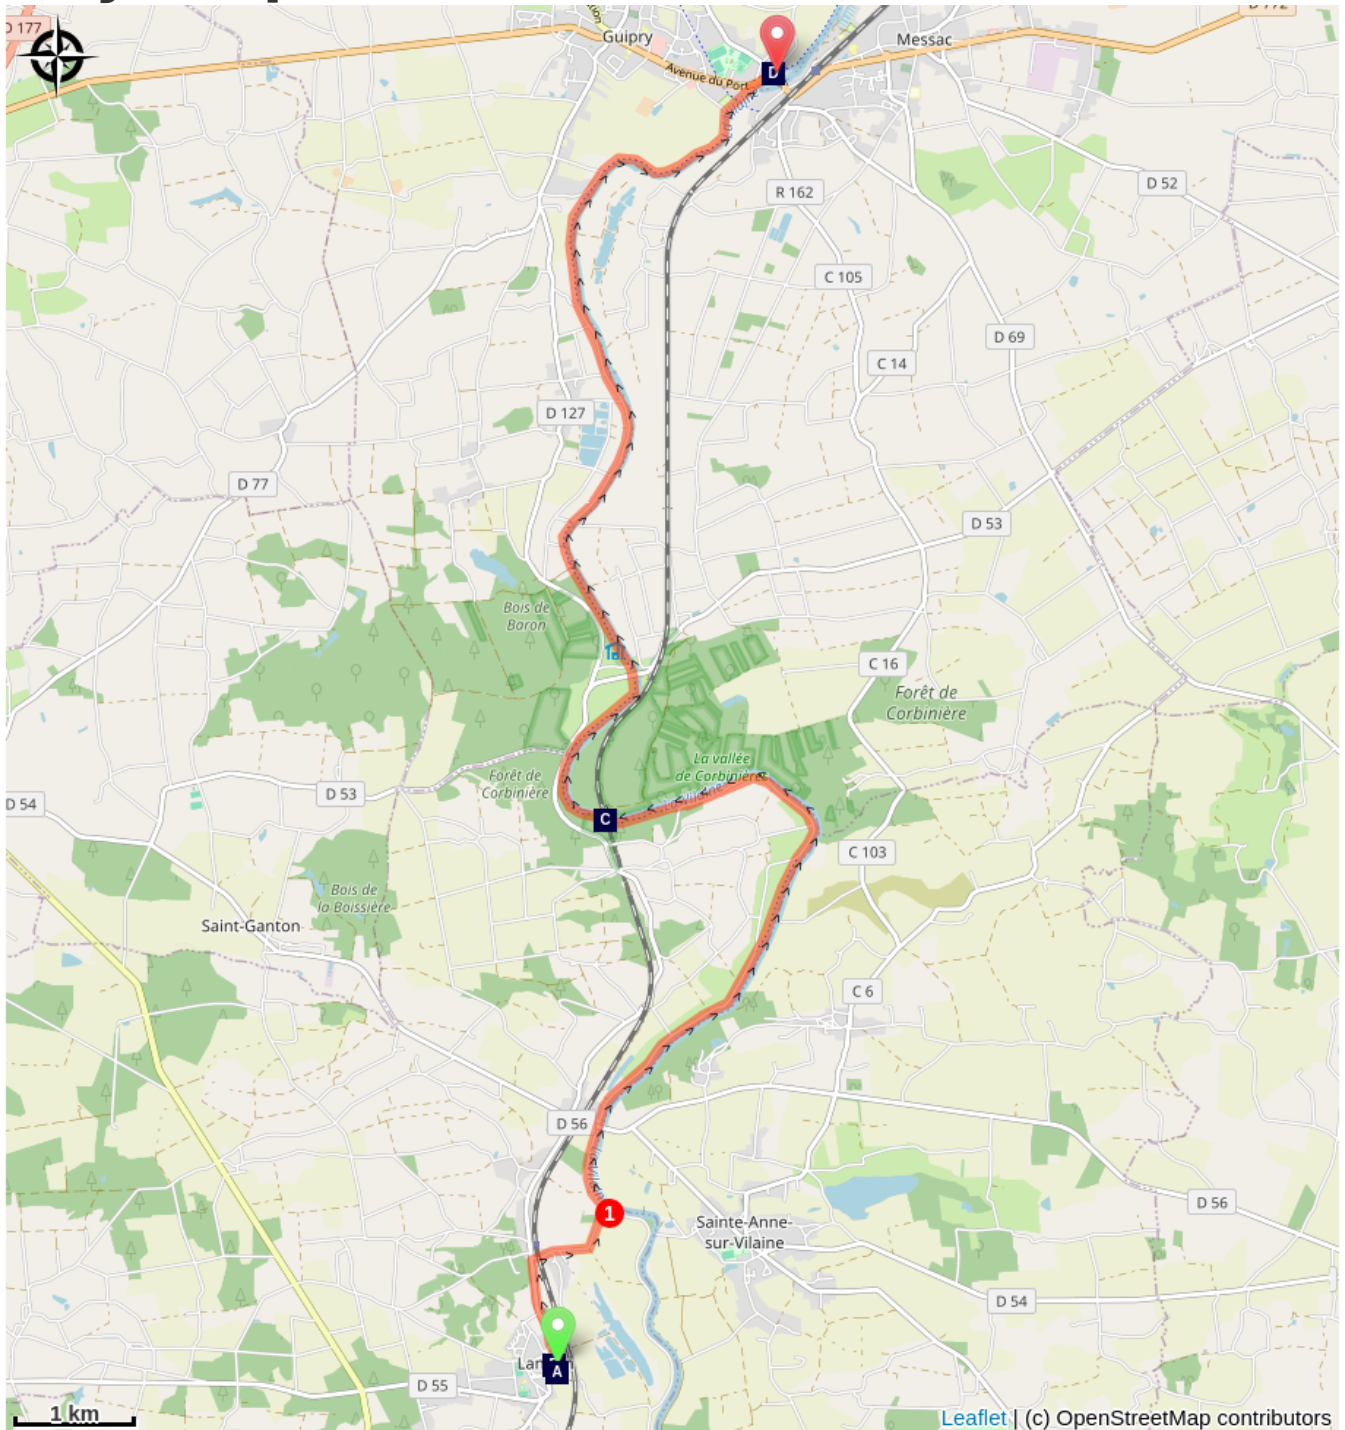 D 177
D 772
Guipry
Messac
D
Avenue du Port
D 52
R 162
C 105
D 69
C 14
D 127
D 77
D 53
Bois de
Baron
C 16
Forêt de
Corbinière
La vallée
de Corbinière
Forêt de
Corbinière
D 53
D 54
C
C 103
Bois de
la Boissière
Saint-Ganton
C 6
D 56
1
D 56
Sainte-Anne-
sur-Vilaine
D 54
A
D 55
1 km
Leaflet | (c) OpenStreetMap contributors